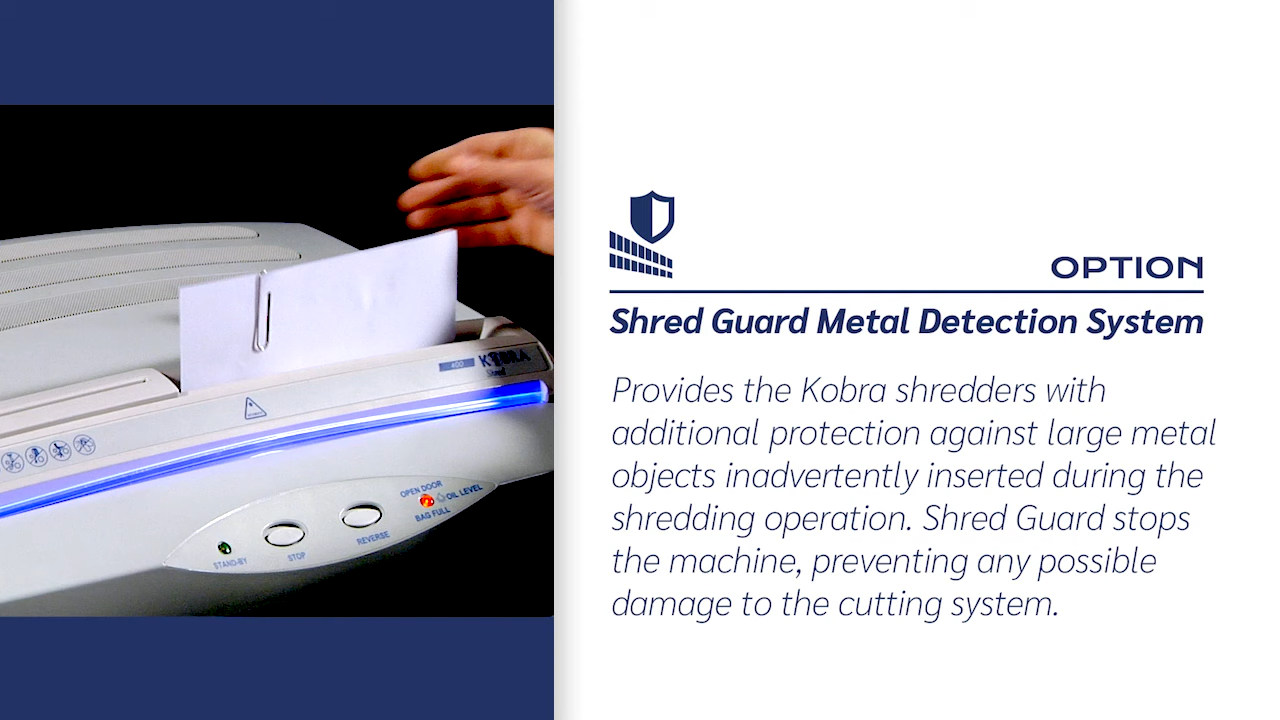 OPTION
Shred Guard Metal Detection System
Provides the Kobra shredders with
additional protection against large metal
objects inadvertently inserted during the
shredding operation. Shred Guard stops
the machine, preventing any possible
damage to the cutting system.
400 KOBRA
OPEN DOOR
OIL LEVEL
BAG FULL
REVERSE
STOP
STAND-BY